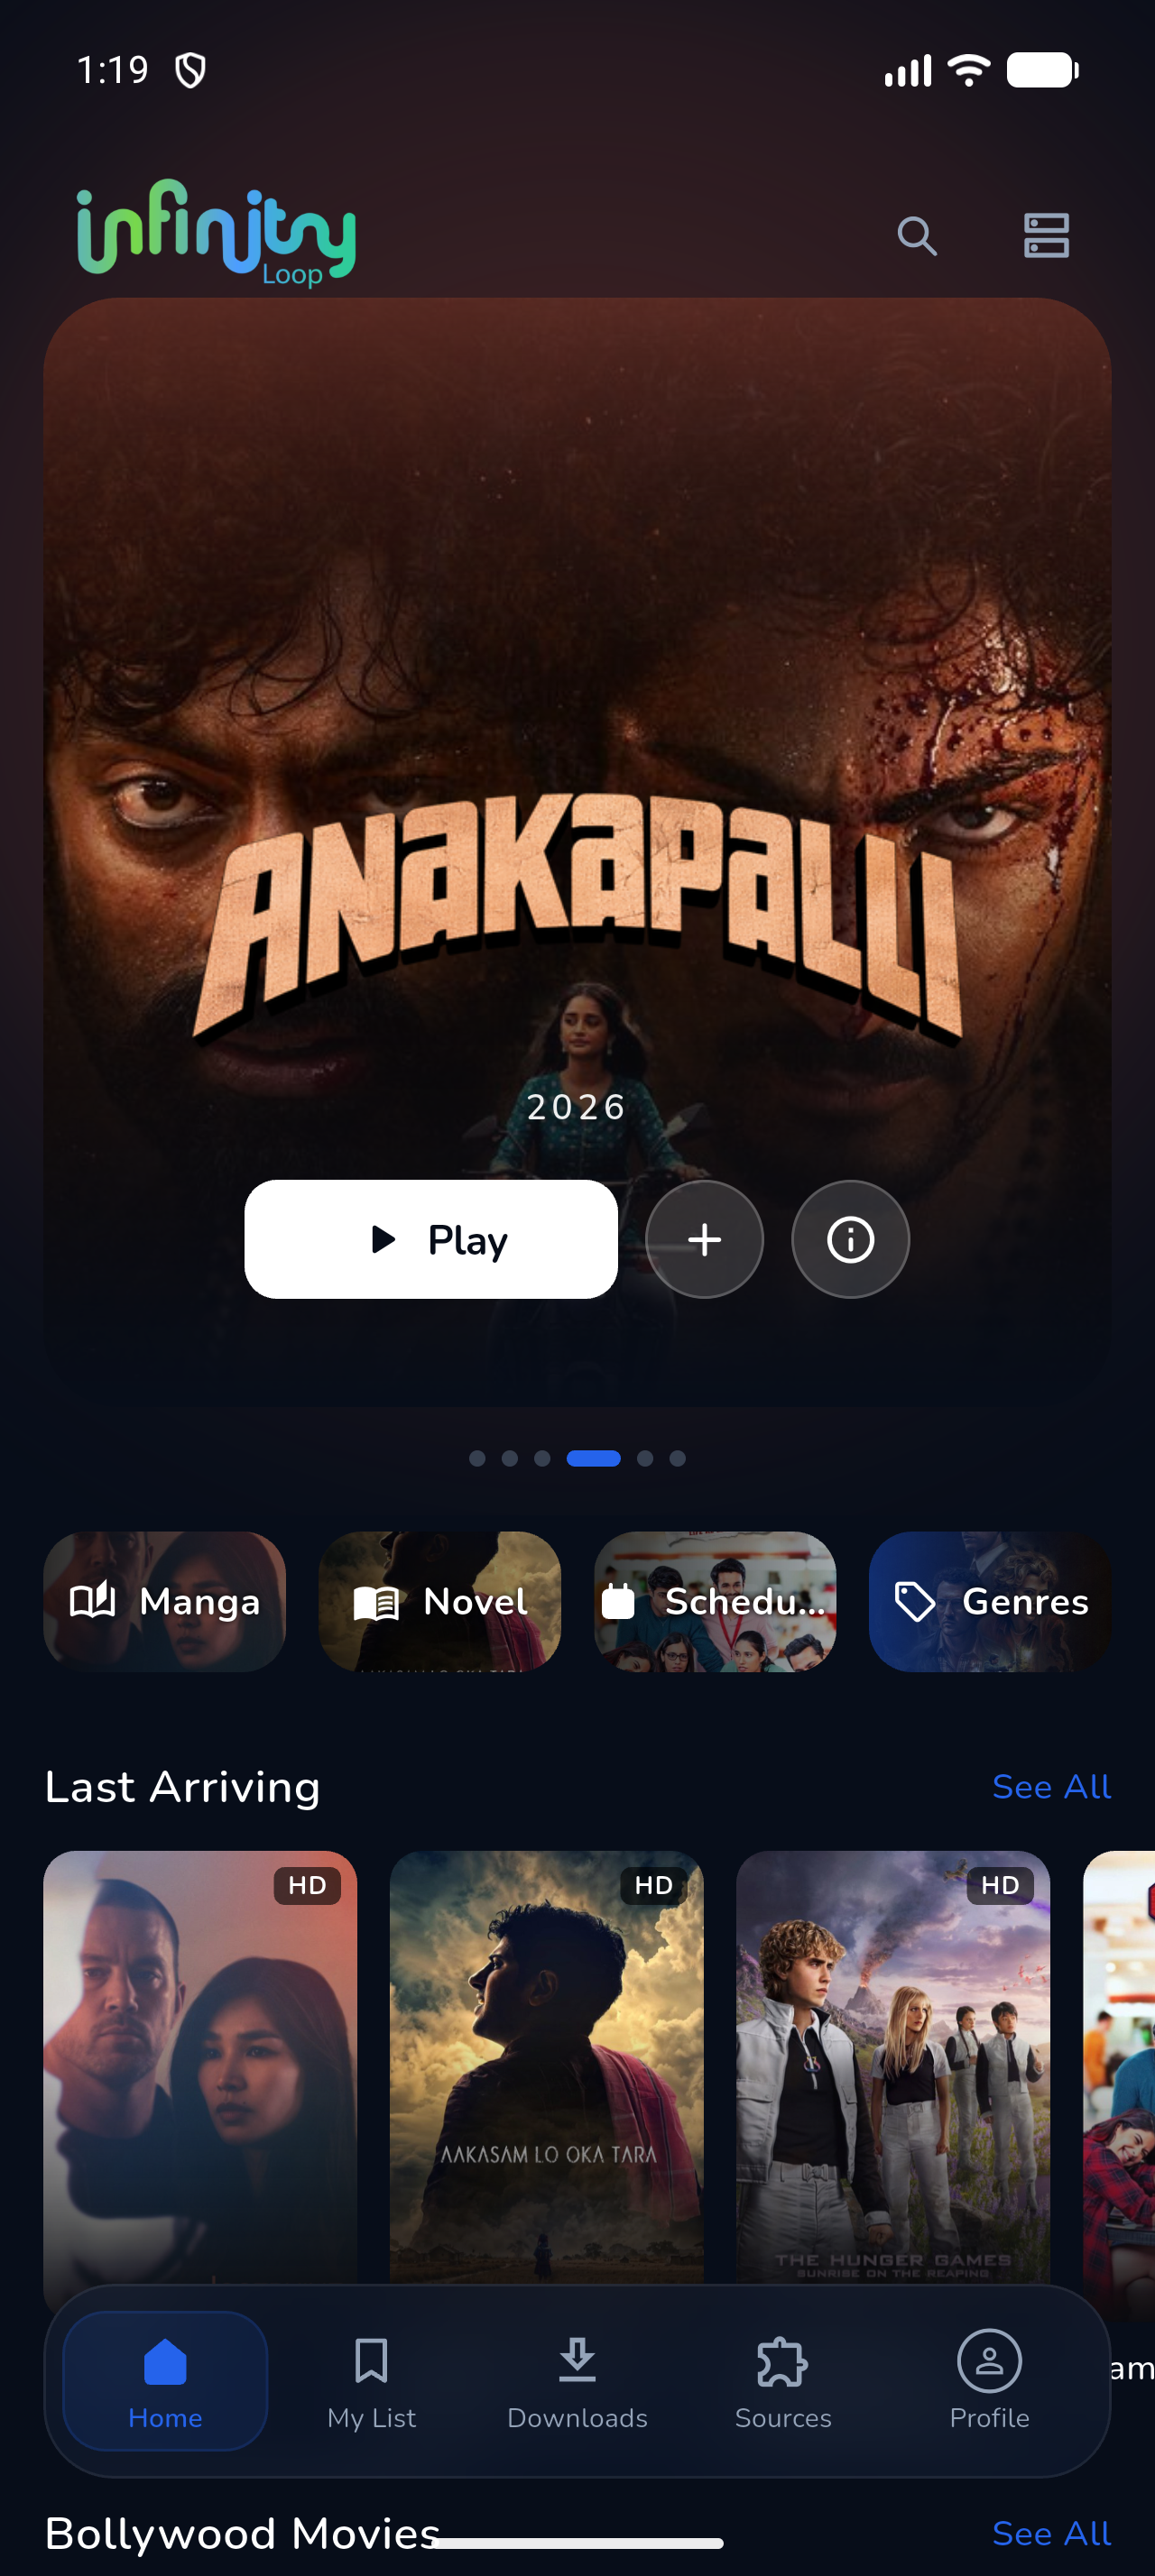 1:19
infinity
Loop
ANAKAPALLI
2026
Play
Manga
Novel
Schedu...
Genres
Last Arriving
See All
HD
HD
HD
AAKASAM LO OKA TARA
THE HUNGER GAMES
SUNRISE ON THE REAPING
am
Home
My List
Downloads
Sources
Profile
Bollywood Movies
See All